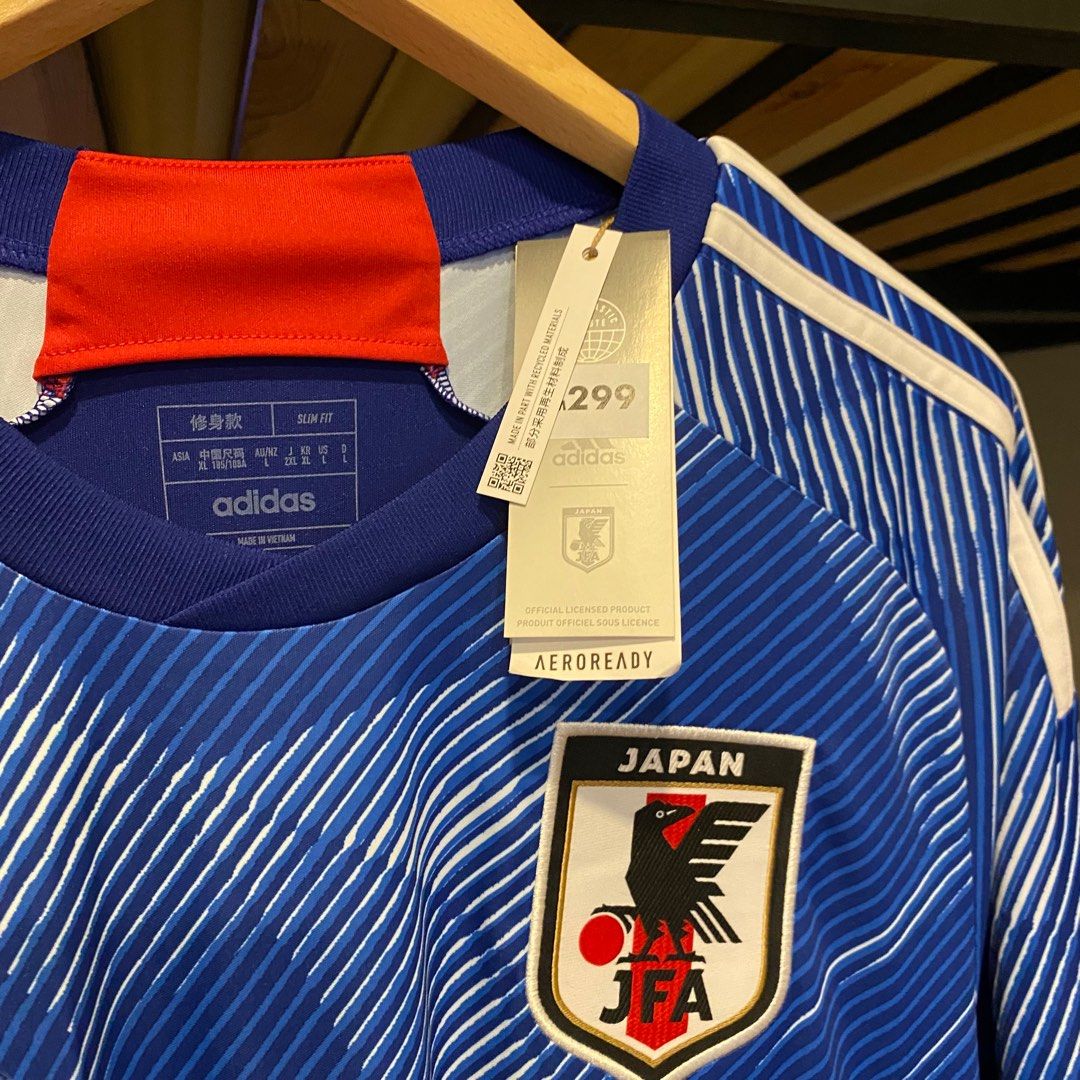 修身款 SLIM FIT
ASIA 中国尺码 AU/NZ J KR US D
XL 185/108A L 2XL XL L L
adidas
MADE IN VIETNAM
MADE IN PART WITH RECYCLED MATERIALS
部分采用再生材料制成
299
adidas
JAPAN
JFA
OFFICIAL LICENSED PRODUCT
PRODUIT OFFICIEL SOUS LICENCE
AEROREADY
JAPAN
JFA